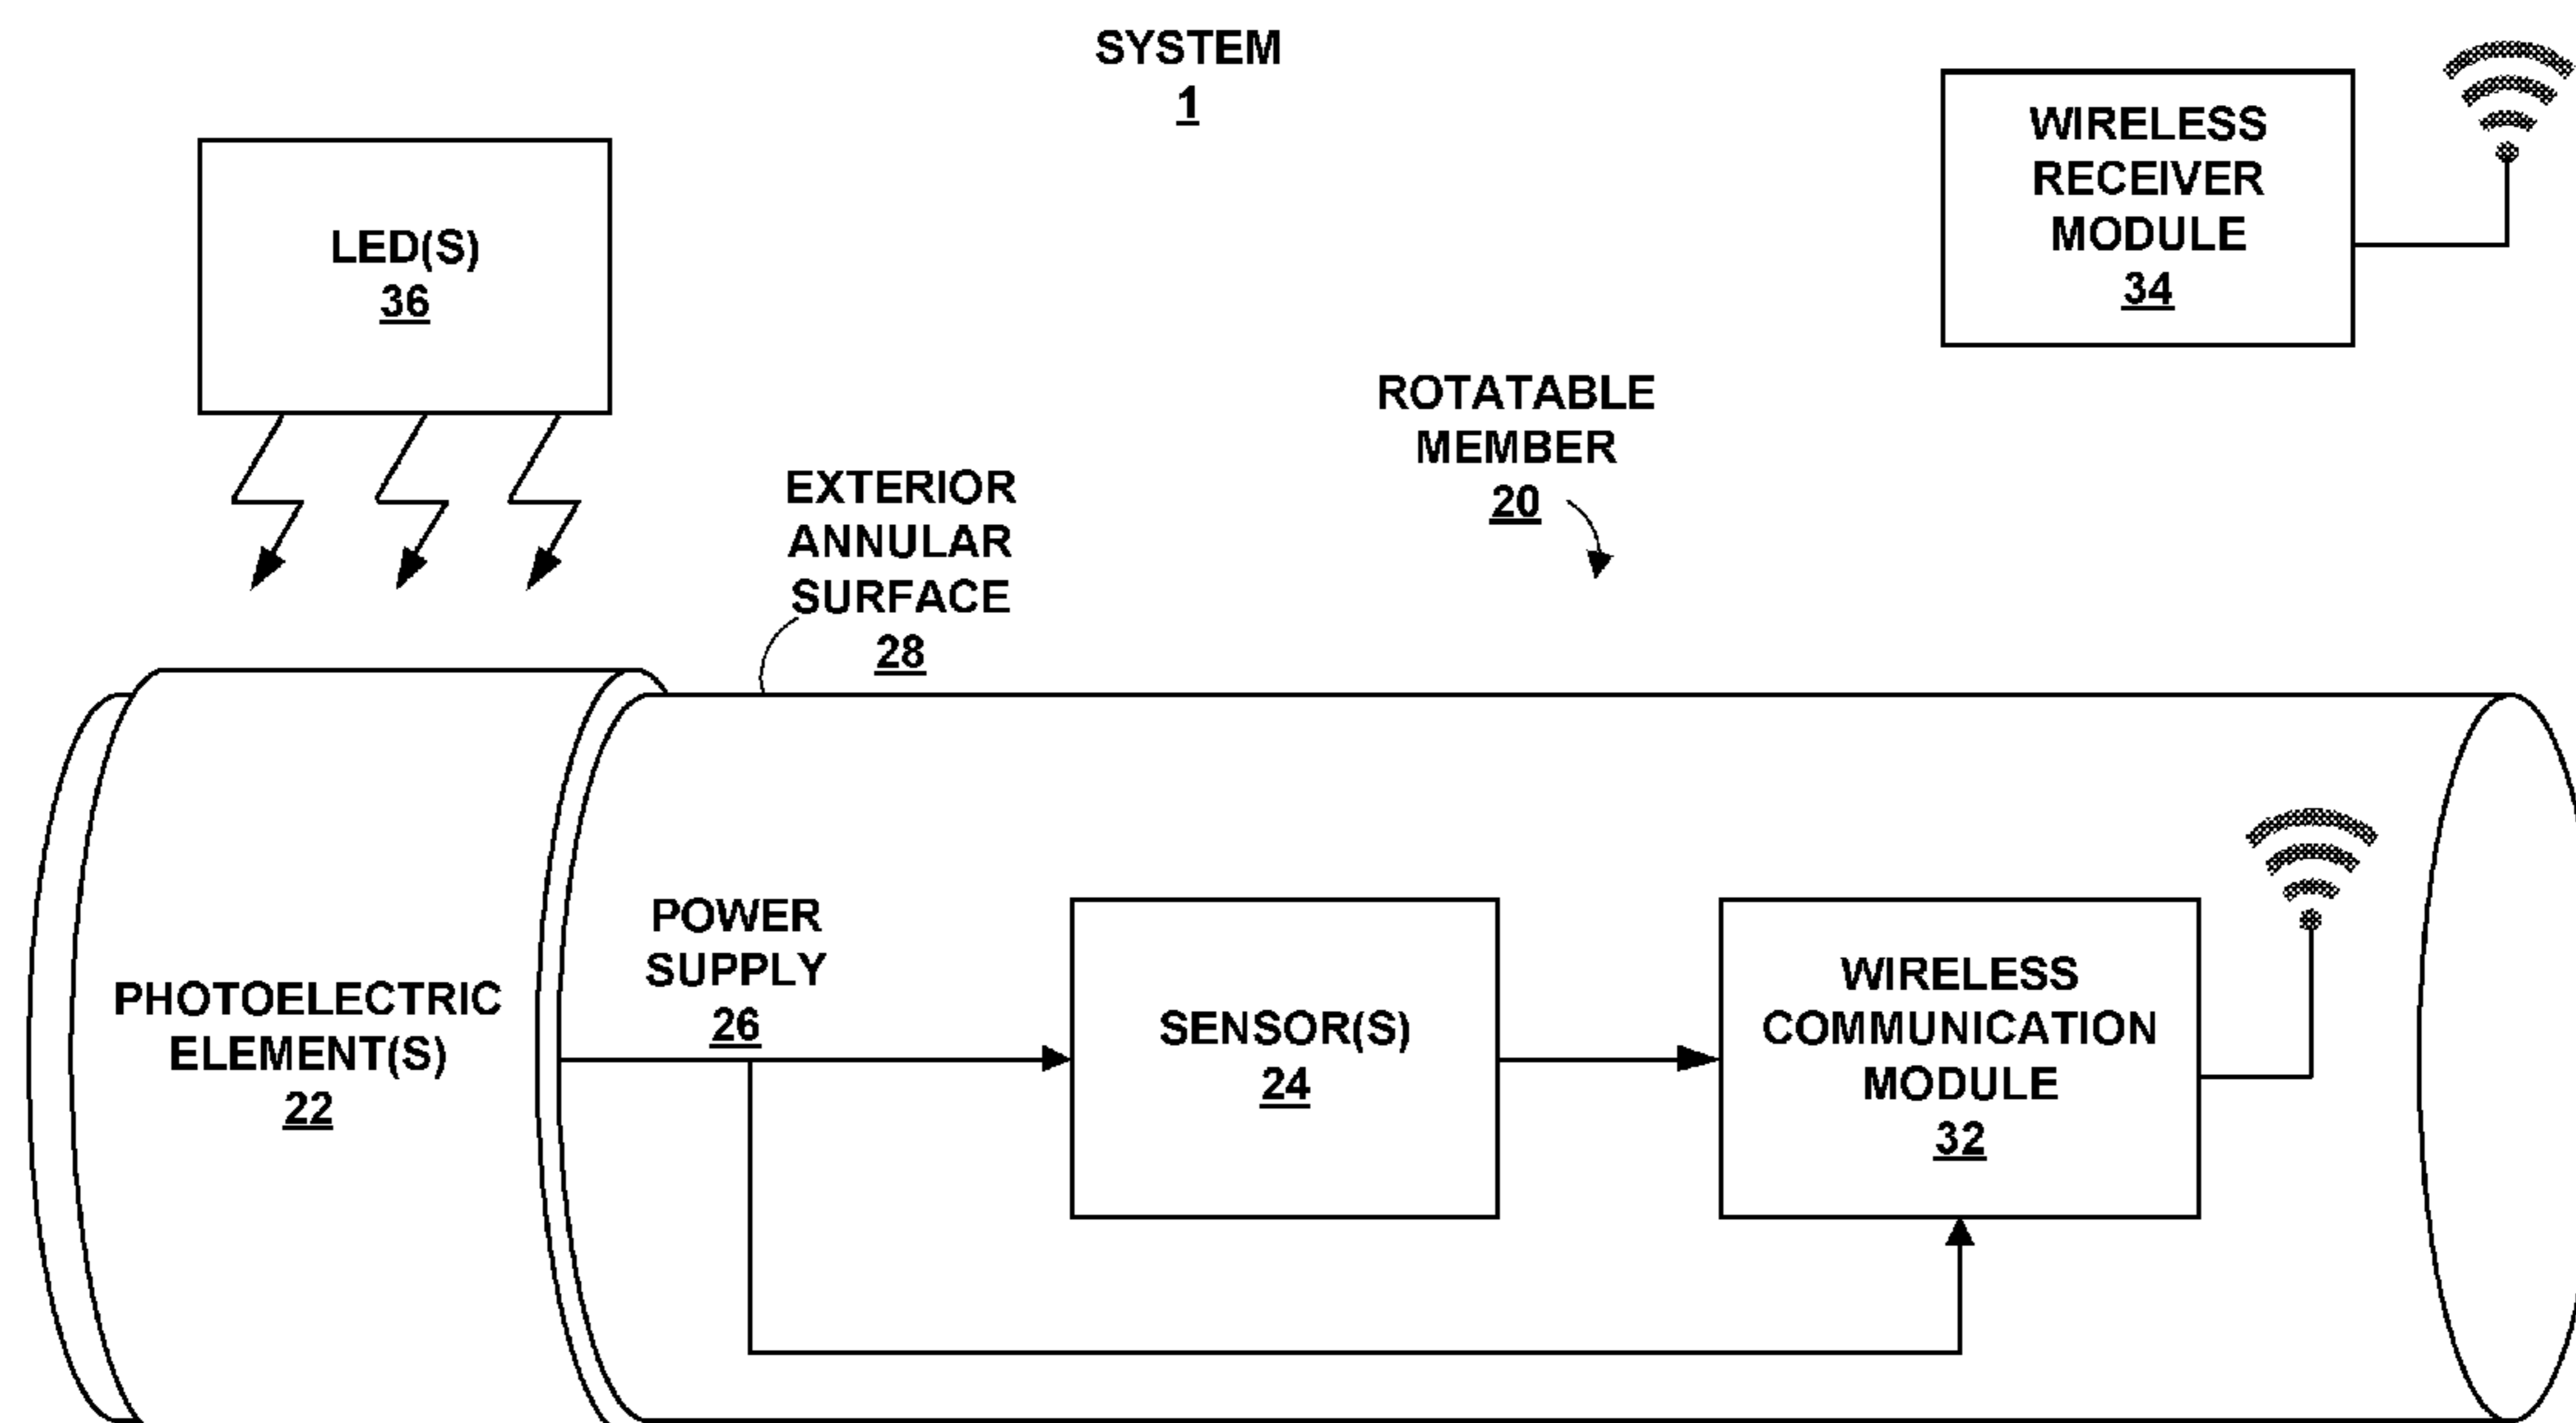 SYSTEM
1
WIRELESS
RECEIVER
MODULE
34
LED(S)
36
ROTATABLE
MEMBER
20
EXTERIOR
ANNULAR
SURFACE
28
PHOTOELECTRIC
ELEMENT(S)
22
POWER
SUPPLY
26
SENSOR(S)
24
WIRELESS
COMMUNICATION
MODULE
32